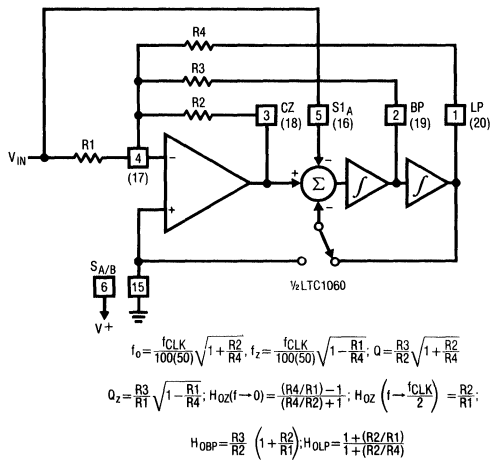 R4
R3
R2
CZ
S1A
BP
LP
3
5
2
1
(18)
(16)
(19)
(20)
R1
VIN
4
(17)
−
+
+
−
Σ
−
∫
∫
SA/B
6
15
V+
½LTC1060
fo = fCLK/100(50) √(1 + R2/R4), fz = fCLK/100(50) √(1 − R1/R4); Q = R3/R2 √(1 + R2/R4)
Qz = R3/R1 √(1 − R1/R4); HOZ(f→0) = (R4/R1) − 1/(R4/R2) + 1; HOZ (f→ fCLK/2) = R2/R1;
HOBP = R3/R2 (1 + R2/R1); HOLP = 1 + (R2/R1)/1 + (R2/R4)